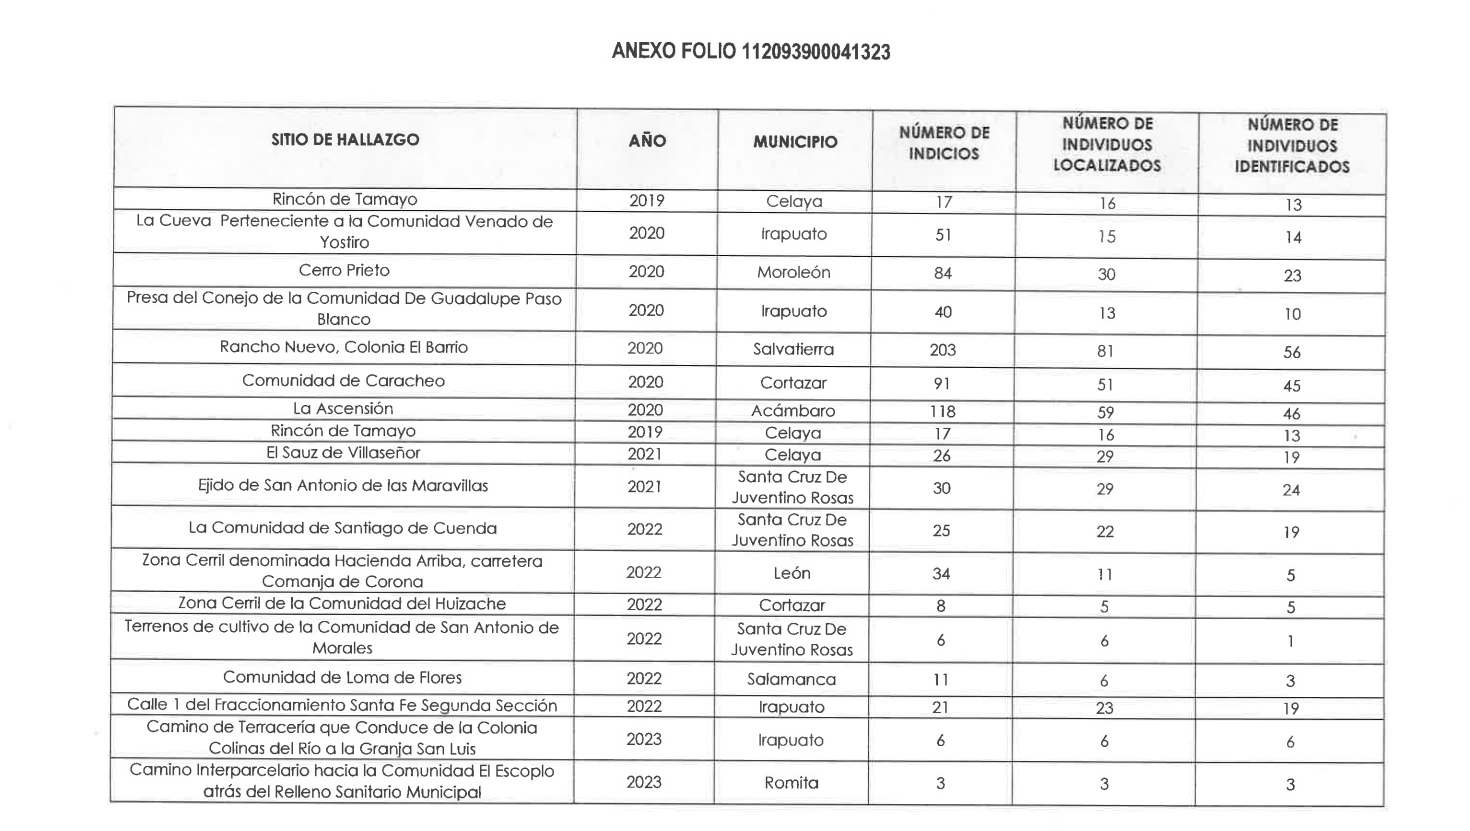 ANEXO FOLIO 112093900041323
SITIO DE HALLAZGO
AÑO
MUNICIPIO
NÚMERO DE
INDICIOS
NÚMERO DE
INDIVIDUOS
LOCALIZADOS
NÚMERO DE
INDIVIDUOS
IDENTIFICADOS
Rincón de Tamayo 2019 Celaya 17 16 13
La Cueva Perteneciente a la Comunidad Venado de
Yostiro
2020 Irapuato 51 15 14
Cerro Prieto 2020 Moroleón 84 30 23
Presa del Conejo de la Comunidad De Guadalupe Paso
Blanco
2020 Irapuato 40 13 10
Rancho Nuevo, Colonia El Barrio 2020 Salvatierra 203 81 56
Comunidad de Caracheo 2020 Cortazar 91 51 45
La Ascensión 2020 Acámbaro 118 59 46
Rincón de Tamayo 2019 Celaya 17 16 13
El Sauz de Villaseñor 2021 Celaya 26 29 19
Ejido de San Antonio de las Maravillas 2021
Santa Cruz De
Juventino Rosas
30 29 24
La Comunidad de Santiago de Cuenda 2022
Santa Cruz De
Juventino Rosas
25 22 19
Zona Cerril denominada Hacienda Arriba, carretera
Comanja de Corona
2022 León 34 11 5
Zona Cerril de la Comunidad del Huizache 2022 Cortazar 8 5 5
Terrenos de cultivo de la Comunidad de San Antonio de
Morales
2022
Santa Cruz De
Juventino Rosas
6 6 1
Comunidad de Loma de Flores 2022 Salamanca 11 6 3
Calle 1 del Fraccionamiento Santa Fe Segunda Sección 2022 Irapuato 21 23 19
Camino de Terracería que Conduce de la Colonia
Colinas del Río a la Granja San Luis
2023 Irapuato 6 6 6
Camino Interparcelario hacia la Comunidad El Escoplo
atrás del Relleno Sanitario Municipal
2023 Romita 3 3 3